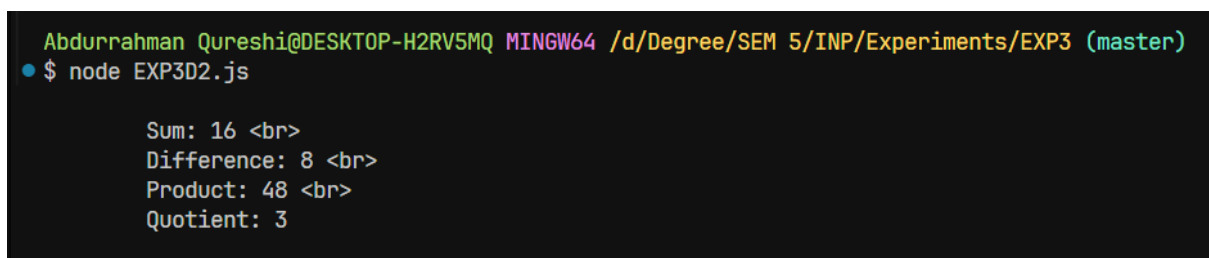 Abdurrahman Qureshi@DESKTOP-H2RV5MQ MINGW64 /d/Degree/SEM 5/INP/Experiments/EXP3 (master)
$ node EXP3D2.js
Sum: 16 <br>
Difference: 8 <br>
Product: 48 <br>
Quotient: 3